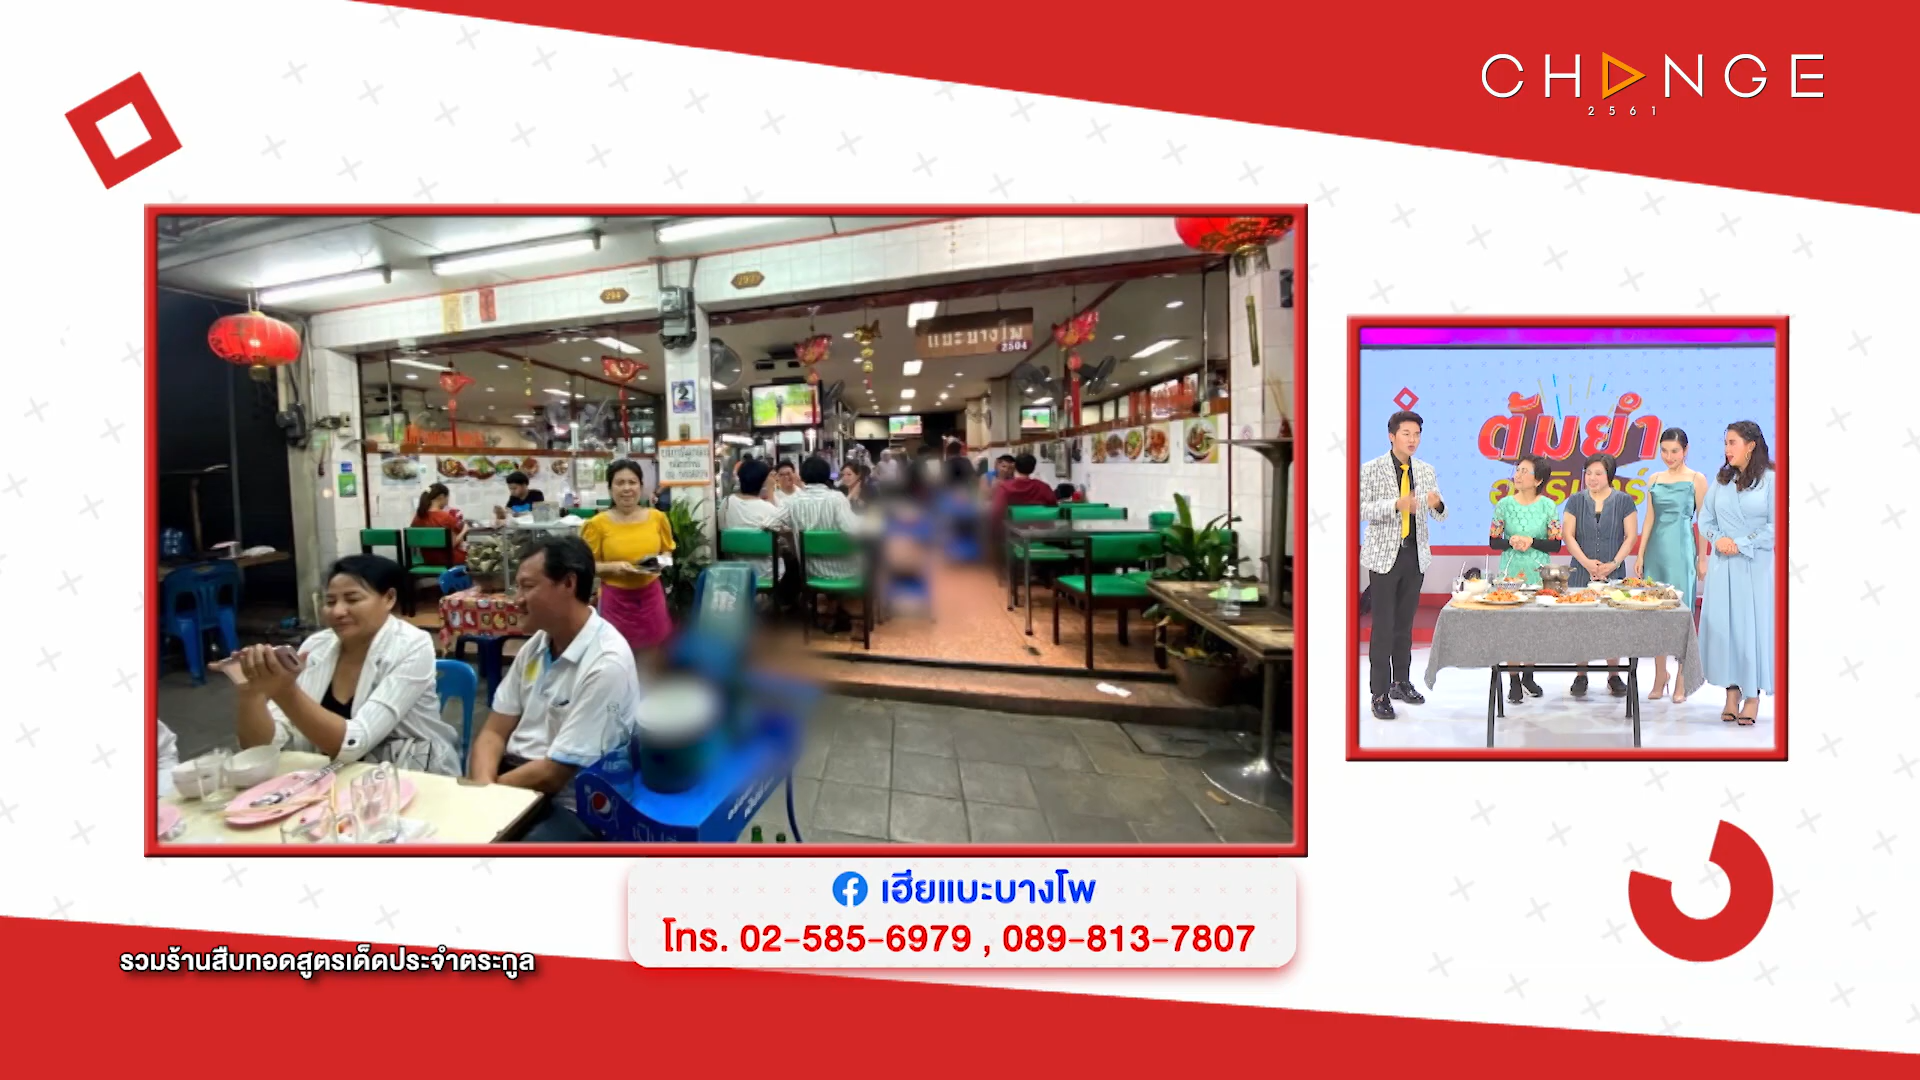 CHANGE
2561
294
แบะบางโพ
2504
2
ต้มยำ
เฮียแบะบางโพ
โทร. 02-585-6979 , 089-813-7807
รวมร้านสืบทอดสูตรเด็ดประจำตระกูล